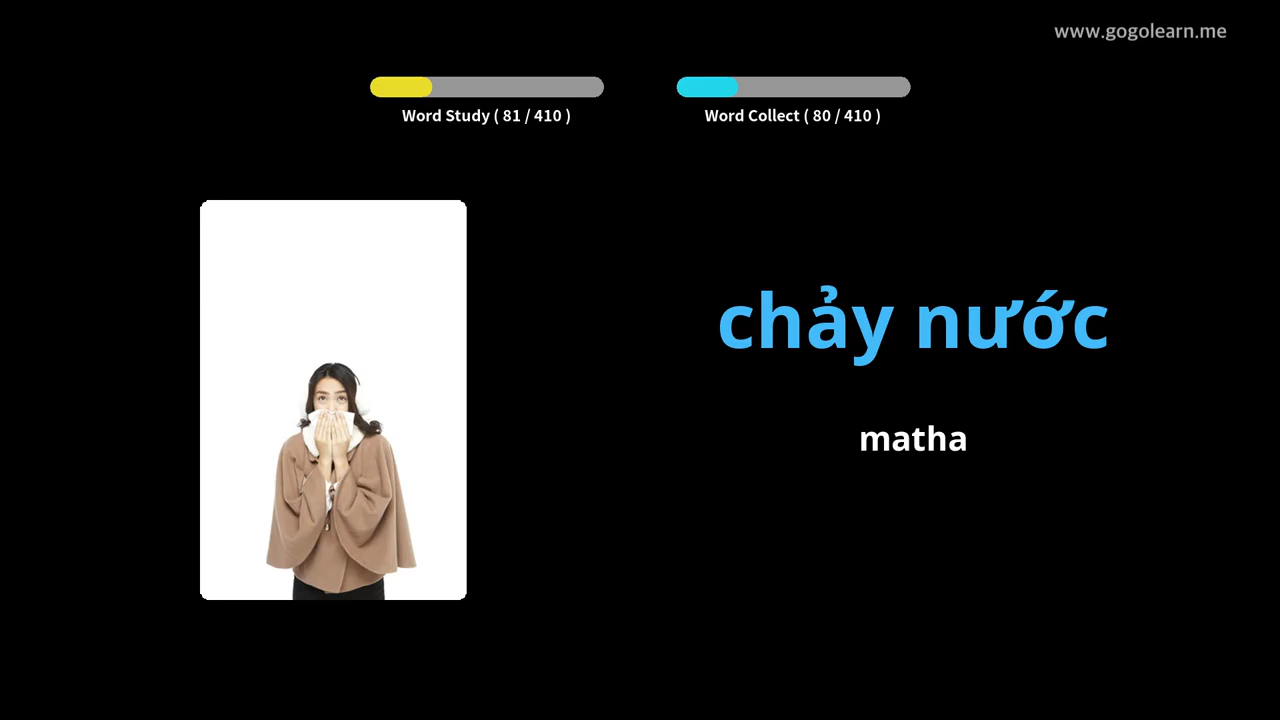 www.gogolearn.me
Word Study ( 81 / 410 )
Word Collect ( 80 / 410 )
chảy nước
matha